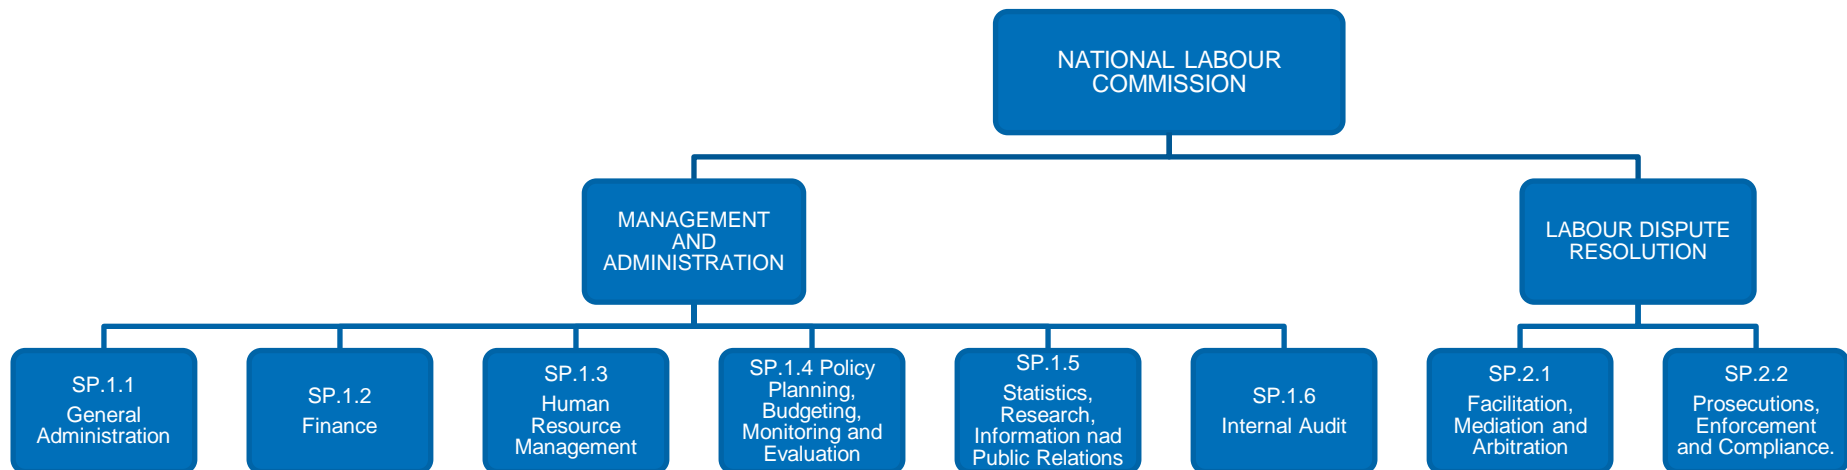 NATIONAL LABOUR
COMMISSION
MANAGEMENT
AND
ADMINISTRATION
LABOUR DISPUTE
RESOLUTION
SP.1.1
General
Administration
SP.1.2
Finance
SP.1.3
Human
Resource
Management
SP.1.4 Policy
Planning,
Budgeting,
Monitoring and
Evaluation
SP.1.5
Statistics,
Research,
Information nad
Public Relations
SP.1.6
Internal Audit
SP.2.1
Facilitation,
Mediation and
Arbitration
SP.2.2
Prosecutions,
Enforcement
and Compliance.